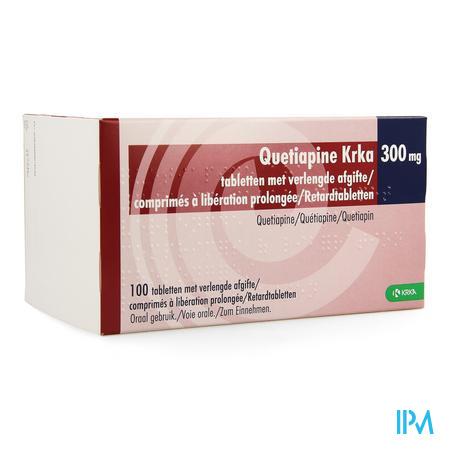 Quetiapine Krka 300 mg
tabletten met verlengde afgifte/
comprimés à libération prolongée/Retardtabletten
Quetiapine/Quétiapine/Quetiapin
100 tabletten met verlengde afgifte/
comprimés à libération prolongée/Retardtabletten
Oraal gebruik./Voie orale./Zum Einnehmen.
KRKA
IPM